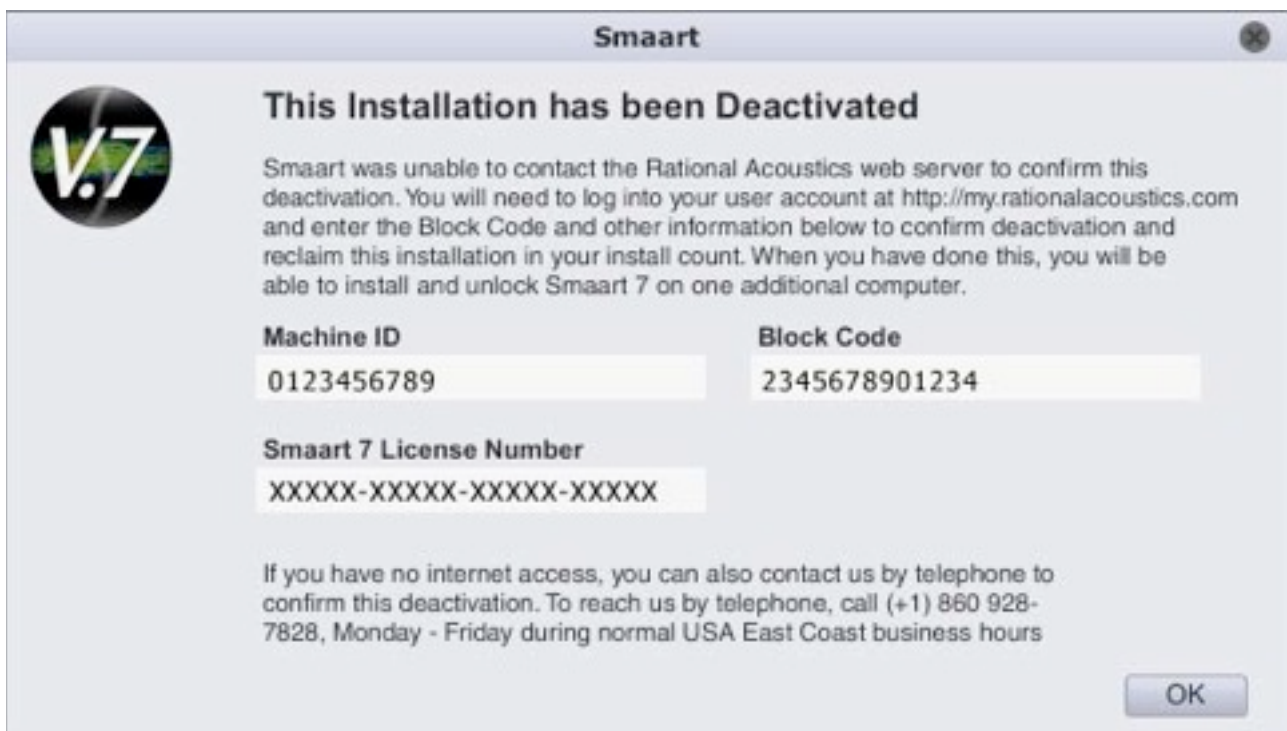 Smaart
V.7
This Installation has been Deactivated
Smaart was unable to contact the Rational Acoustics web server to confirm this
deactivation. You will need to log into your user account at http://my.rationalacoustics.com
and enter the Block Code and other information below to confirm deactivation and
reclaim this installation in your install count. When you have done this, you will be
able to install and unlock Smaart 7 on one additional computer.
Machine ID
Block Code
0123456789
2345678901234
Smaart 7 License Number
XXXXX-XXXXX-XXXXX-XXXXX
If you have no internet access, you can also contact us by telephone to
confirm this deactivation. To reach us by telephone, call (+1) 860 928-
7828, Monday - Friday during normal USA East Coast business hours
OK